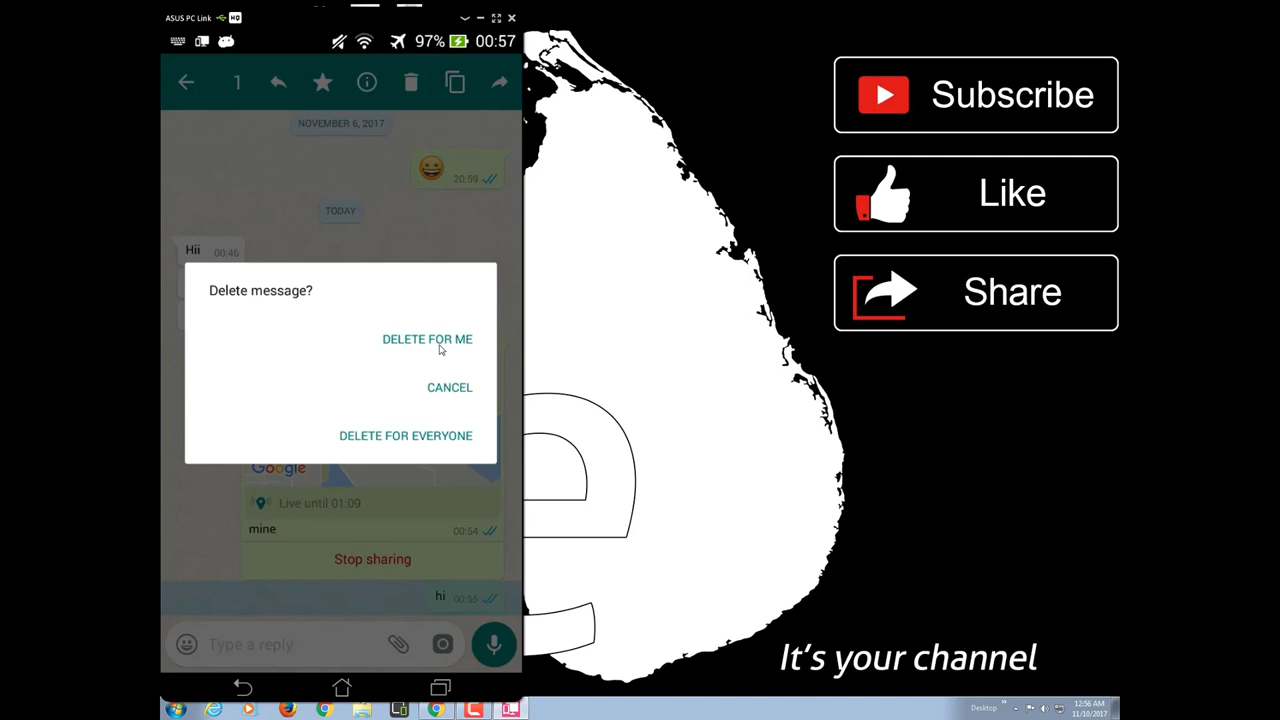 ASUS PC Link HQ
97% 00:57
1
NOVEMBER 6, 2017
20:59
TODAY
Hii 00:46
Delete message?
DELETE FOR ME
CANCEL
DELETE FOR EVERYONE
Google
Live until 01:09
mine 00:54
Stop sharing
hi 00:55
Type a reply
Subscribe
Like
Share
e
It's your channel
Desktop
12:56 AM
11/10/2017